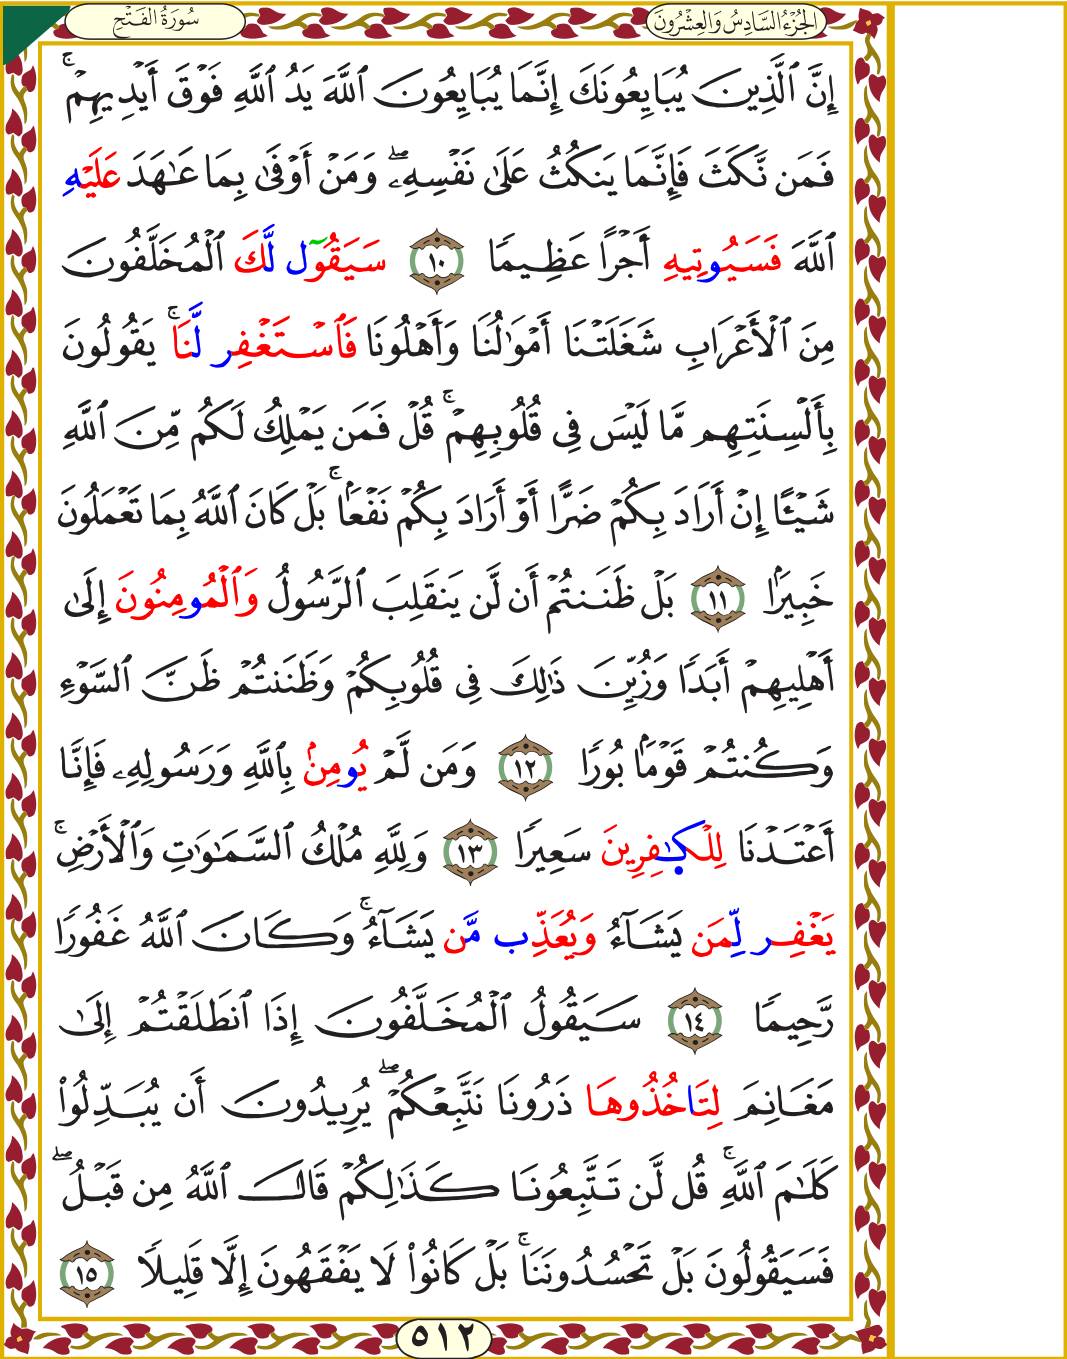 الجُزْءُ السَّادِسُ وَالعِشْرُونَ
سُورَةُ الفَتْحِ
إِنَّ ٱلَّذِينَ يُبَايِعُونَكَ إِنَّمَا يُبَايِعُونَ ٱللَّهَ يَدُ ٱللَّهِ فَوْقَ أَيْدِيهِمْۚ
فَمَن نَّكَثَ فَإِنَّمَا يَنكُثُ عَلَىٰ نَفْسِهِۦۖ وَمَنْ أَوْفَىٰ بِمَا عَٰهَدَ عَلَيْهِ
ٱللَّهَ فَسَيُوتِيهِ أَجْرًا عَظِيمٗا ١٠ سَيَقُوٓل لَّكَ ٱلْمُخَلَّفُونَ
مِنَ ٱلْأَعْرَابِ شَغَلَتْنَا أَمْوَٰلُنَا وَأَهْلُونَا فَٱسْتَغْفِر لَّنَاۚ يَقُولُونَ
بِأَلْسِنَتِهِم مَّا لَيْسَ فِى قُلُوبِهِمْۚ قُلْ فَمَن يَمْلِكُ لَكُم مِّنَ ٱللَّهِ
شَيْـًٔا إِنْ أَرَادَ بِكُمْ ضَرًّا أَوْ أَرَادَ بِكُمْ نَفْعَۢاۚ بَلْ كَانَ ٱللَّهُ بِمَا تَعْمَلُونَ
خَبِيرَۢا ١١ بَلْ ظَنَنتُمْ أَن لَّن يَنقَلِبَ ٱلرَّسُولُ وَٱلْمُومِنُونَ إِلَىٰ
أَهْلِيهِمْ أَبَدٗا وَزُيِّنَ ذَٰلِكَ فِى قُلُوبِكُمْ وَظَنَنتُمْ ظَنَّ ٱلسَّوْءِ
وَكُنتُمْ قَوْمَۢا بُورٗا ١٢ وَمَن لَّمْ يُومِنۢ بِٱللَّهِ وَرَسُولِهِۦ فَإِنَّا
أَعْتَدْنَا لِلْكَٰفِرِينَ سَعِيرٗا ١٣ وَلِلَّهِ مُلْكُ ٱلسَّمَٰوَٰتِ وَٱلْأَرْضِۚ
يَغْفِر لِّمَن يَشَآءُ وَيُعَذِّب مَّن يَشَآءُۚ وَكَانَ ٱللَّهُ غَفُورٗا
رَّحِيمٗا ١٤ سَيَقُولُ ٱلْمُخَلَّفُونَ إِذَا ٱنطَلَقْتُمْ إِلَىٰ
مَغَانِمَ لِتَاخُذُوهَا ذَرُونَا نَتَّبِعْكُمْۖ يُرِيدُونَ أَن يُبَدِّلُوا۟
كَلَٰمَ ٱللَّهِۚ قُل لَّن تَتَّبِعُونَا كَذَٰلِكُمْ قَالَ ٱللَّهُ مِن قَبْلُۖ
فَسَيَقُولُونَ بَلْ تَحْسُدُونَنَاۚ بَلْ كَانُوا۟ لَا يَفْقَهُونَ إِلَّا قَلِيلٗا ١٥
٥١٢